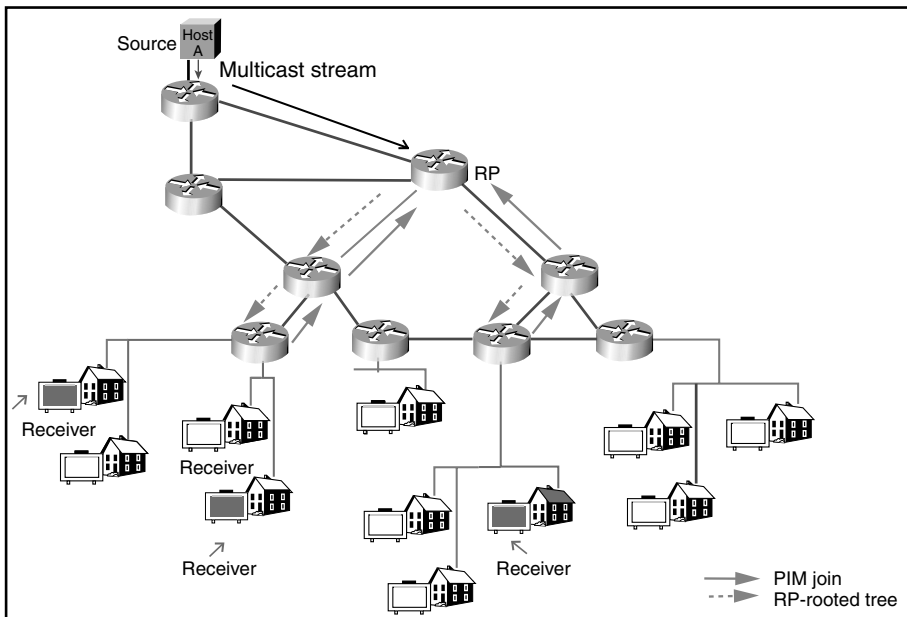 Source
Host
A
Multicast stream
RP
Receiver
Receiver
Receiver
Receiver
PIM join
RP-rooted tree